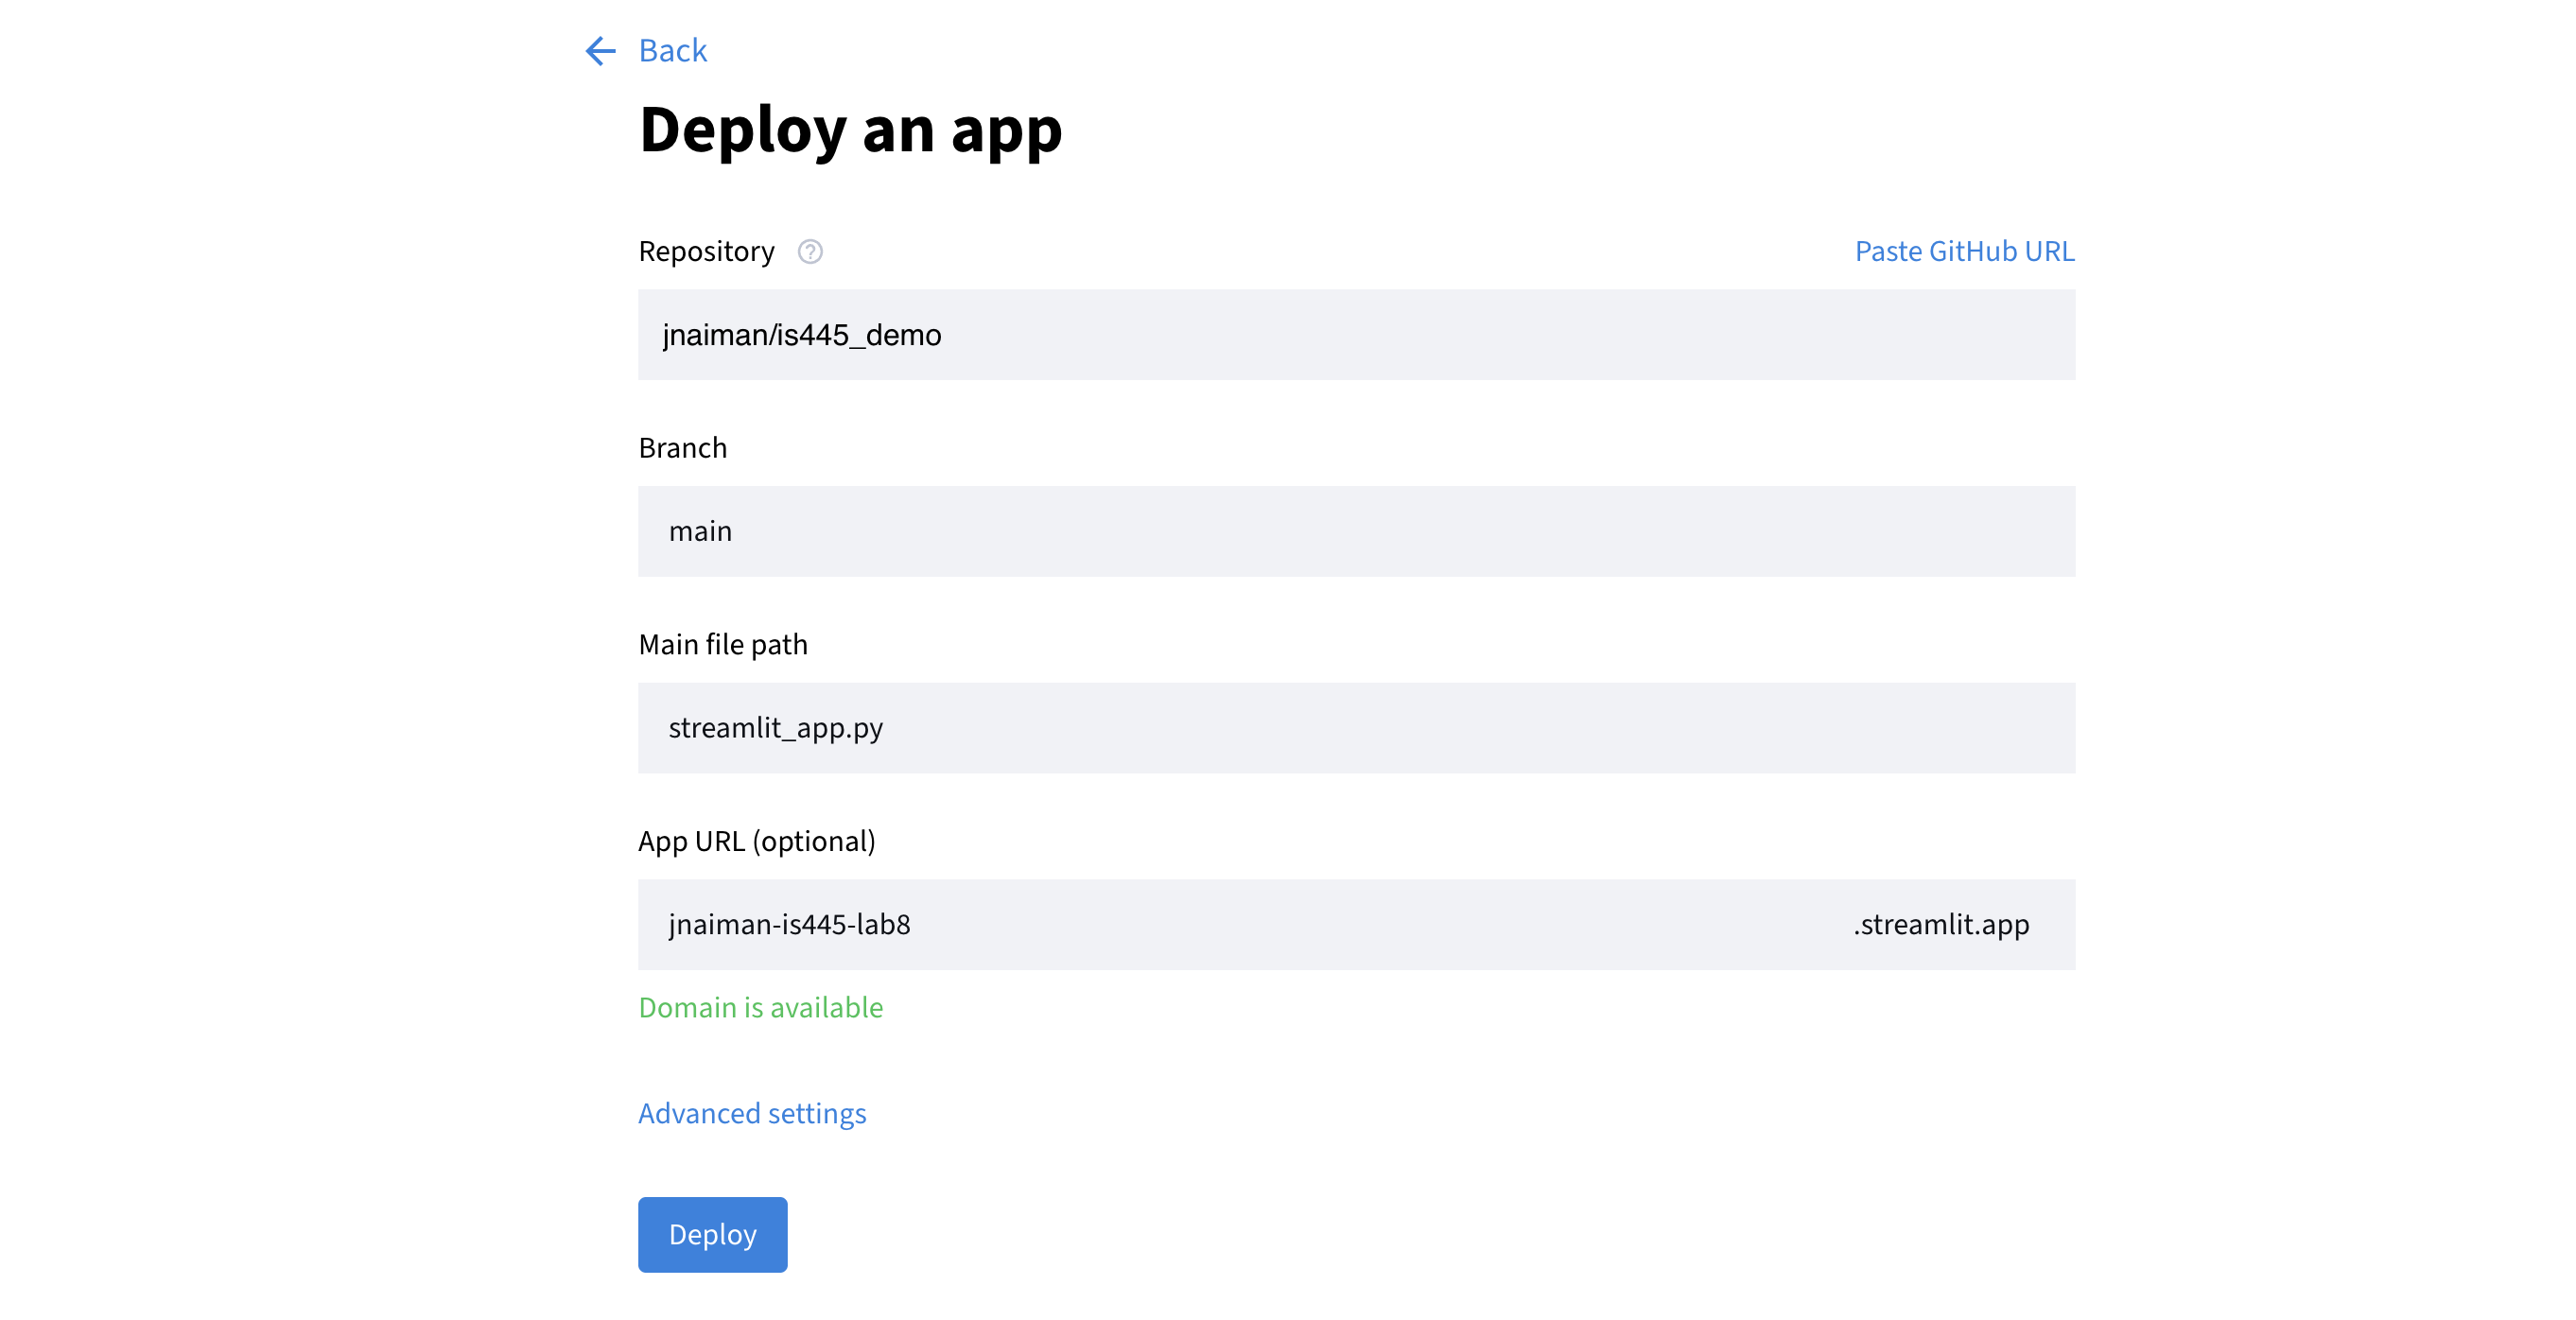 Back
Deploy an app
Repository
Paste GitHub URL
jnaiman/is445_demo
Branch
main
Main file path
streamlit_app.py
App URL (optional)
jnaiman-is445-lab8 .streamlit.app
Domain is available
Advanced settings
Deploy